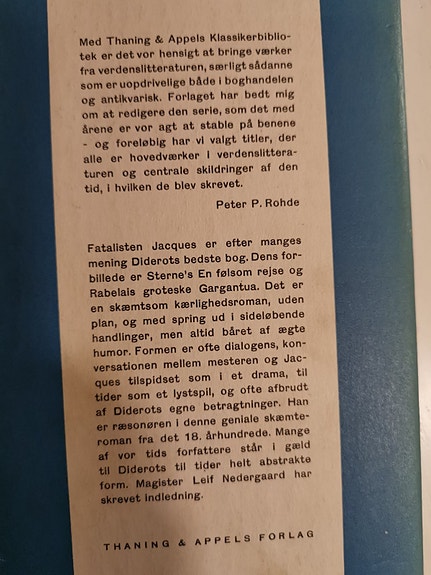 Med Thaning & Appels Klassikerbiblio-
tek er det vor hensigt at bringe værker
fra verdenslitteraturen, særligt sådanne
som er uopdrivelige både i boghandelen
og antikvarisk. Forlaget har bedt mig
om at redigere den serie, som det med
årene er vor agt at stable på benene
- og foreløbig har vi valgt titler, der
alle er hovedværker i verdenslittera-
turen og centrale skildringer af den
tid, i hvilken de blev skrevet.
Peter P. Rohde
Fatalisten Jacques er efter manges
mening Diderots bedste bog. Dens for-
billede er Sterne's En følsom rejse og
Rabelais groteske Gargantua. Det er
en skæmtsom kærlighedsroman, uden
plan, og med spring ud i sideløbende
handlinger, men altid båret af ægte
humor. Formen er ofte dialogens, kon-
versationen mellem mesteren og Jac-
ques tilspidset som i et drama, til
tider som et lystspil, og ofte afbrudt
af Diderots egne betragtninger. Han
er ræsonøren i denne geniale skæmte-
roman fra det 18. århundrede. Mange
af vor tids forfattere står i gæld
til Diderots til tider helt abstrakte
form. Magister Leif Nedergaard har
skrevet indledning.
THANING & APPELS FORLAG